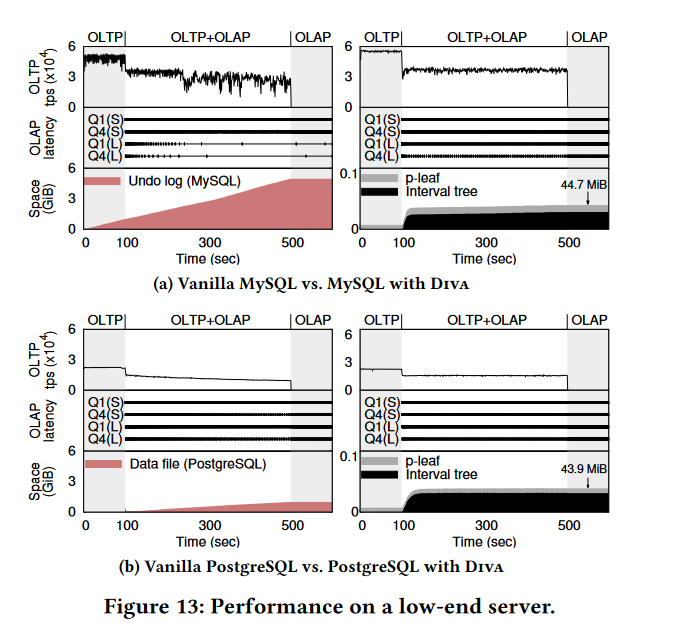 OLTP OLTP+OLAP OLAP OLTP OLTP+OLAP OLAP
OLTP
tps (x10⁴)
6
3
0
6
3
0
OLAP
latency
Q1(S)
Q4(S)
Q1(L)
Q4(L)
Q1(S)
Q4(S)
Q1(L)
Q4(L)
Space
(GiB)
6
0
Undo log (MySQL)
0.1
0
p-leaf
Interval tree
44.7 MiB
0 100 300 500
Time (sec)
0 100 300 500
Time (sec)
(a) Vanilla MySQL vs. MySQL with DIVA
OLTP OLTP+OLAP OLAP OLTP OLTP+OLAP OLAP
OLTP
tps (x10⁴)
6
3
0
6
3
0
OLAP
latency
Q1(S)
Q4(S)
Q1(L)
Q4(L)
Q1(S)
Q4(S)
Q1(L)
Q4(L)
Space
(GiB)
6
0
Data file (PostgreSQL)
0.1
0
p-leaf
Interval tree
43.9 MiB
0 100 300 500
Time (sec)
0 100 300 500
Time (sec)
(b) Vanilla PostgreSQL vs. PostgreSQL with DIVA
Figure 13: Performance on a low-end server.